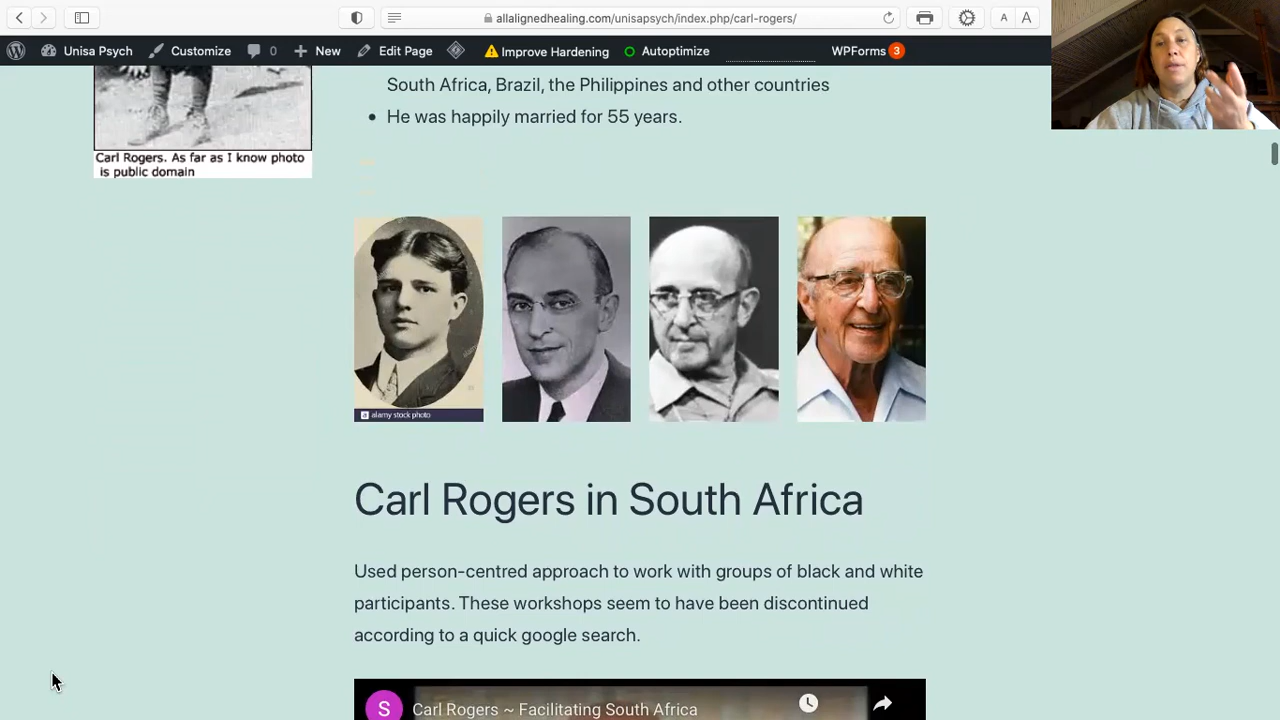 allalignedhealing.com/unisapsych/index.php/carl-rogers/
A A
Unisa Psych Customize 0 New Edit Page Improve Hardening Autoptimize WPForms 3
South Africa, Brazil, the Philippines and other countries
• He was happily married for 55 years.
Carl Rogers. As far as I know photo
is public domain
a alamy stock photo
Carl Rogers in South Africa
Used person-centred approach to work with groups of black and white
participants. These workshops seem to have been discontinued
according to a quick google search.
S Carl Rogers ~ Facilitating South Africa